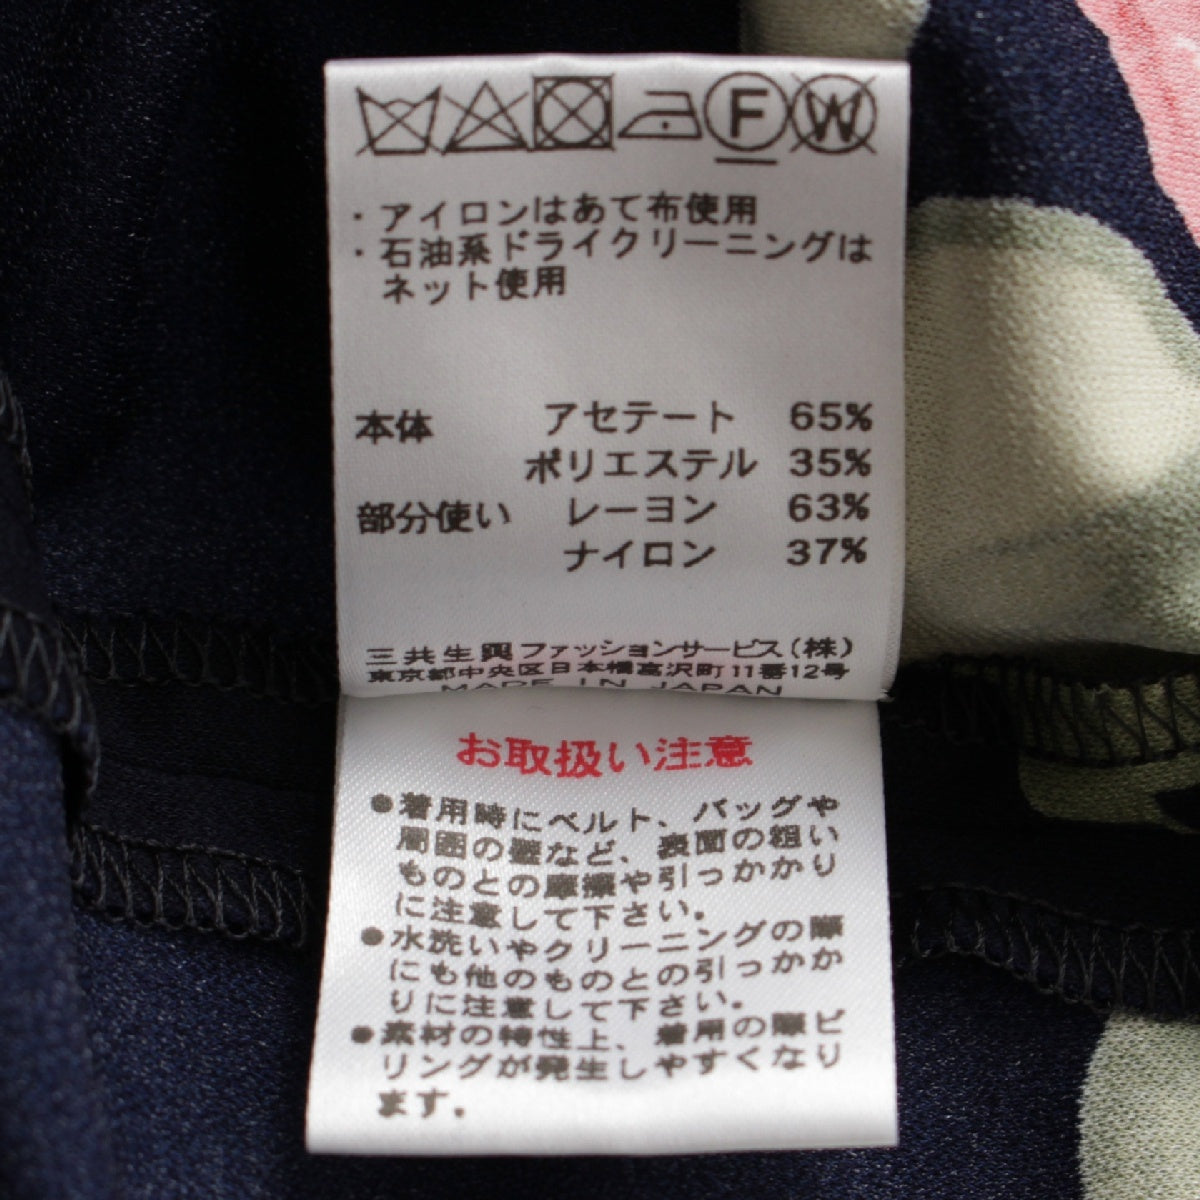 F W
・アイロンはあて布使用
・石油系ドライクリーニングは
ネット使用
本体 アセテート 65%
ポリエステル 35%
部分使い レーヨン 63%
ナイロン 37%
三共生興ファッションサービス(株)
東京都中央区日本橋富沢町11番12号
MADE IN JAPAN
お取扱い注意
●着用時にベルト、バッグや
周囲の壁など、表面の粗い
ものとの摩擦や引っかかり
に注意して下さい。
●水洗いやクリーニングの際
にも他のものとの引っかか
りに注意して下さい。
●素材の特性上、着用の際ピ
リングが発生しやすくなり
ます。